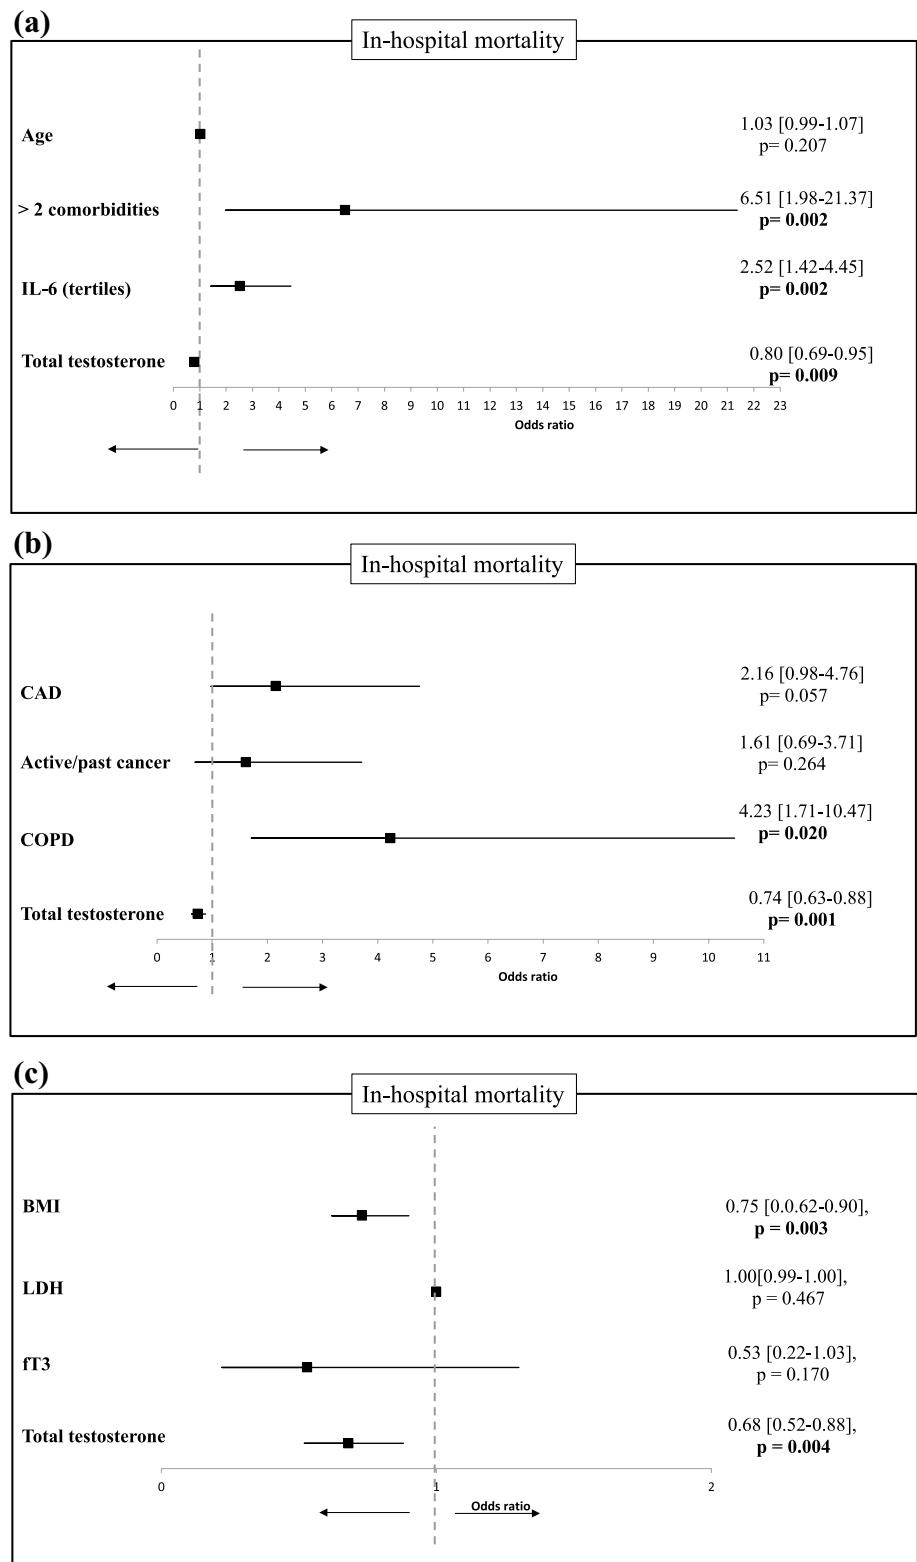 (a)
In-hospital mortality
Age
1.03 [0.99-1.07]
p= 0.207
> 2 comorbidities
6.51 [1.98-21.37]
p= 0.002
IL-6 (tertiles)
2.52 [1.42-4.45]
p= 0.002
Total testosterone
0.80 [0.69-0.95]
p= 0.009
0 1 2 3 4 5 6 7 8 9 10 11 12 13 14 15 16 17 18 19 20 21 22 23
Odds ratio
(b)
In-hospital mortality
CAD
2.16 [0.98-4.76]
p= 0.057
Active/past cancer
1.61 [0.69-3.71]
p= 0.264
COPD
4.23 [1.71-10.47]
p= 0.020
Total testosterone
0.74 [0.63-0.88]
p= 0.001
0 1 2 3 4 5 6 7 8 9 10 11
Odds ratio
(c)
In-hospital mortality
BMI
0.75 [0.0.62-0.90],
p = 0.003
LDH
1.00[0.99-1.00],
p = 0.467
fT3
0.53 [0.22-1.03],
p = 0.170
Total testosterone
0.68 [0.52-0.88],
p = 0.004
0 1 2
Odds ratio